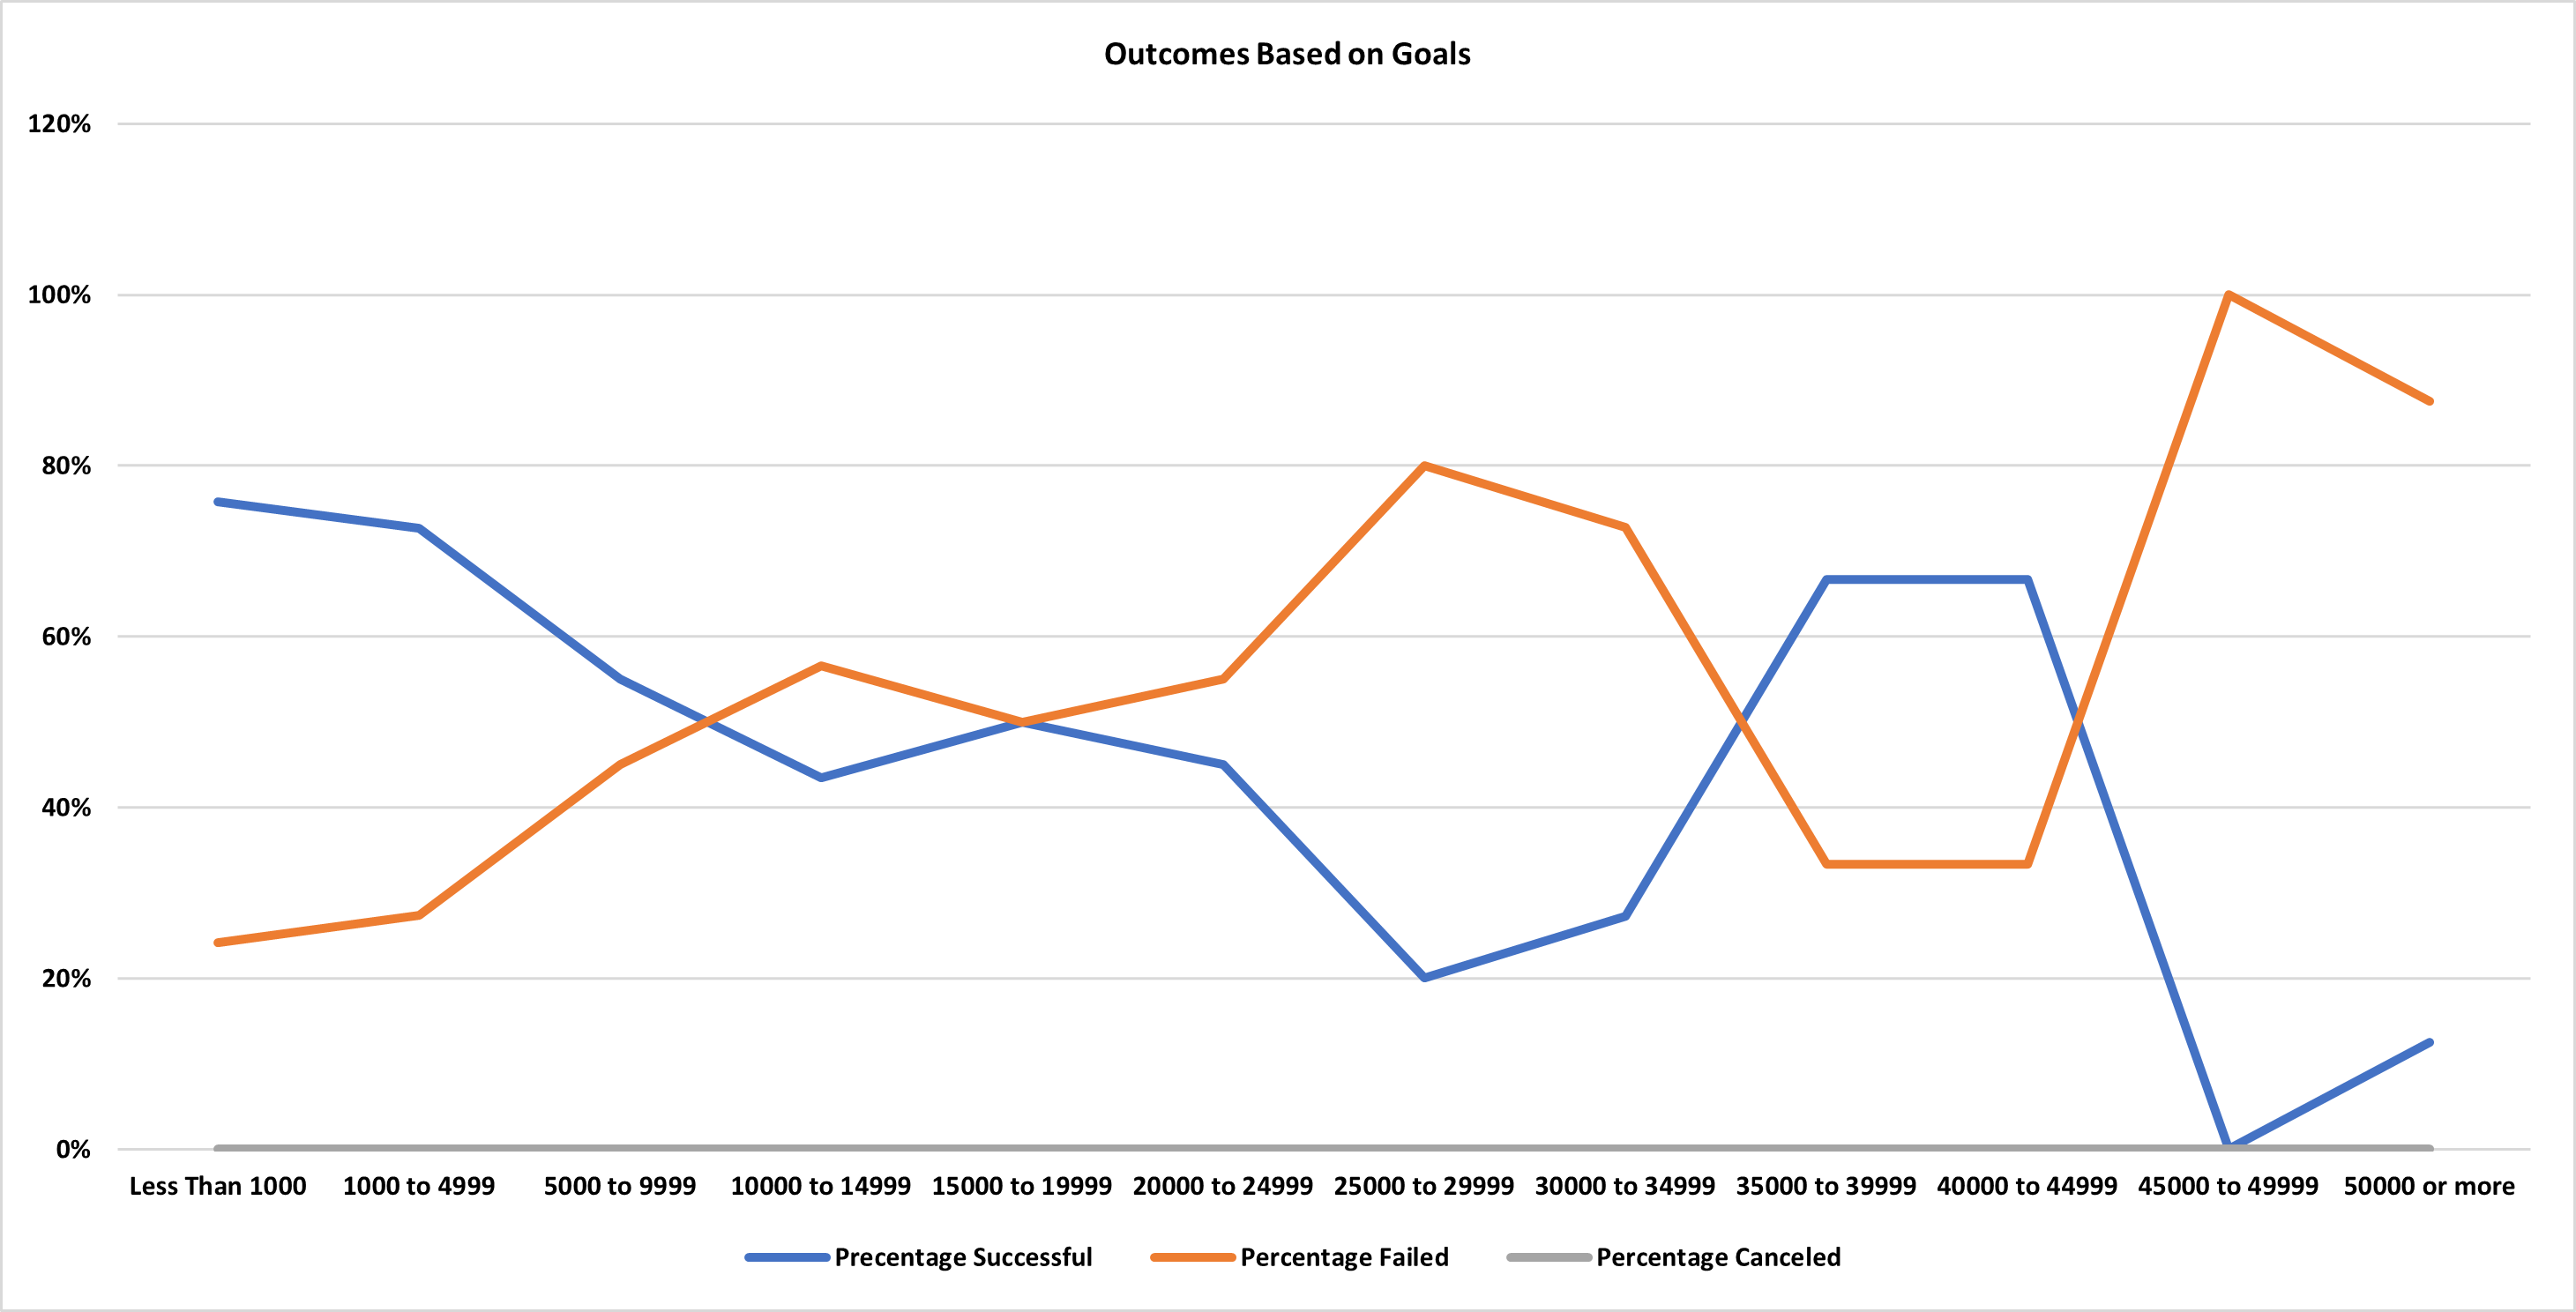 Outcomes Based on Goals
120%
100%
80%
60%
40%
20%
0%
Less Than 1000 1000 to 4999 5000 to 9999 10000 to 14999 15000 to 19999 20000 to 24999 25000 to 29999 30000 to 34999 35000 to 39999 40000 to 44999 45000 to 49999 50000 or more
Precentage Successful Percentage Failed Percentage Canceled